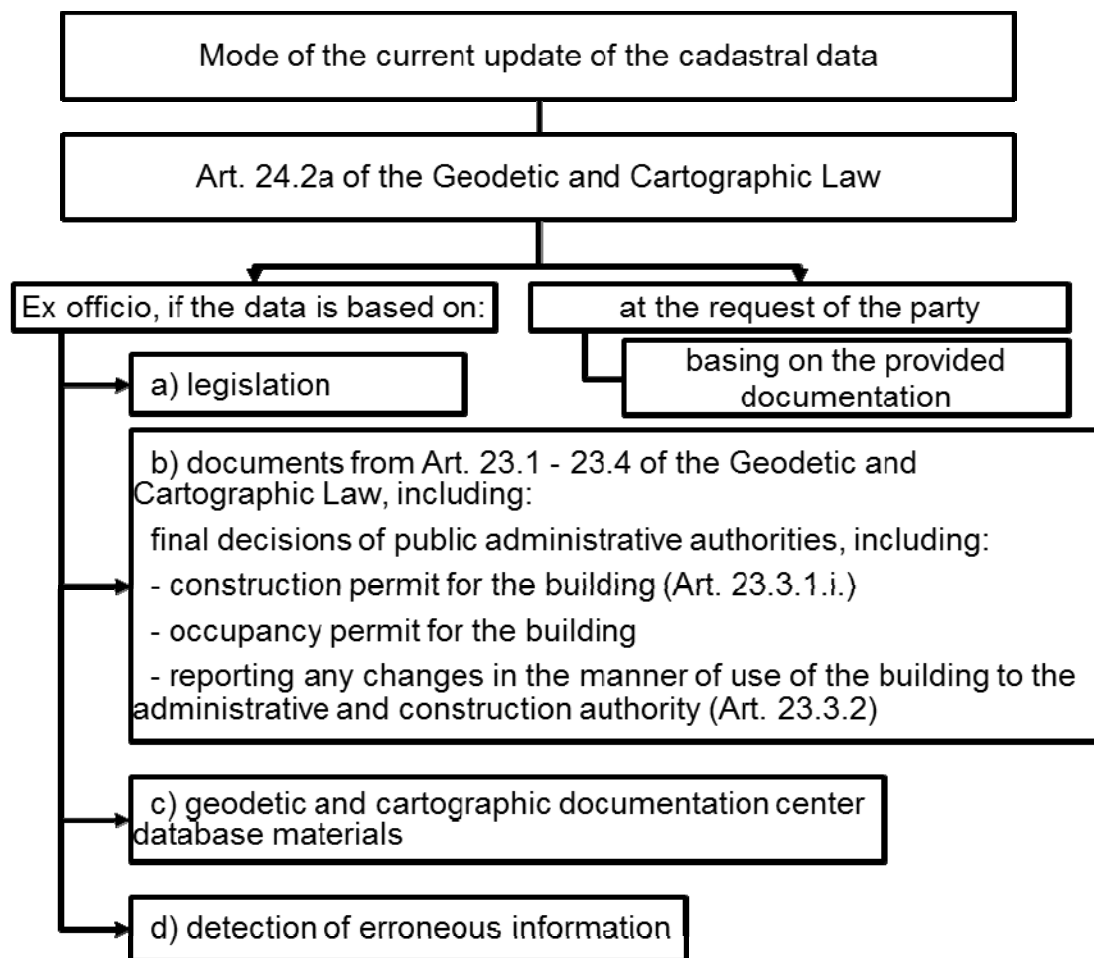 Mode of the current update of the cadastral data
Art. 24.2a of the Geodetic and Cartographic Law
Ex officio, if the data is based on:
at the request of the party
basing on the provided
documentation
a) legislation
b) documents from Art. 23.1 - 23.4 of the Geodetic and
Cartographic Law, including:
final decisions of public administrative authorities, including:
- construction permit for the building (Art. 23.3.1.i.)
- occupancy permit for the building
- reporting any changes in the manner of use of the building to the
administrative and construction authority (Art. 23.3.2)
c) geodetic and cartographic documentation center
database materials
d) detection of erroneous information